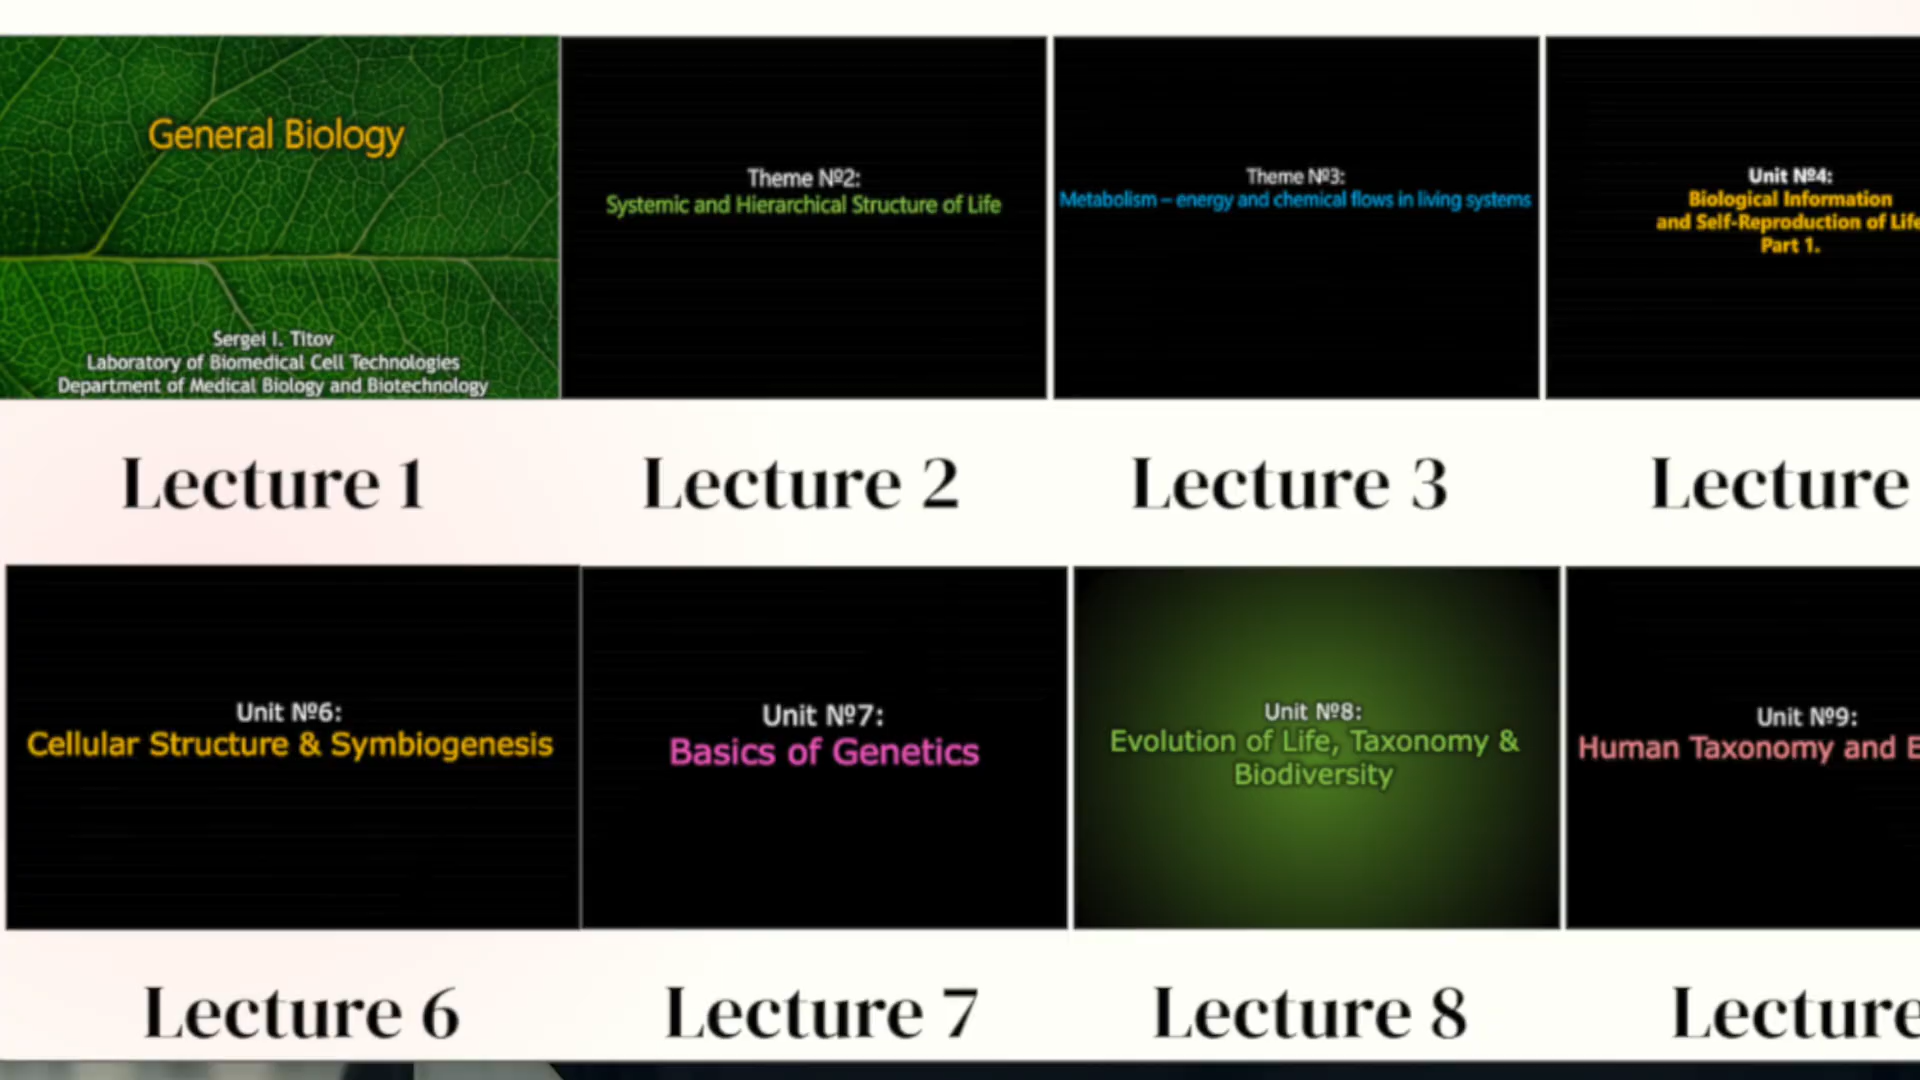 General Biology
Sergei I. Titov
Laboratory of Biomedical Cell Technologies
Department of Medical Biology and Biotechnology
Theme №2:
Systemic and Hierarchical Structure of Life
Theme №3:
Metabolism – energy and chemical flows in living systems
Unit №4:
Biological Information
and Self-Reproduction of Life
Part 1.
Lecture 1
Lecture 2
Lecture 3
Lecture
Unit №6:
Cellular Structure & Symbiogenesis
Unit №7:
Basics of Genetics
Unit №8:
Evolution of Life, Taxonomy &
Biodiversity
Unit №9:
Human Taxonomy and E
Lecture 6
Lecture 7
Lecture 8
Lecture